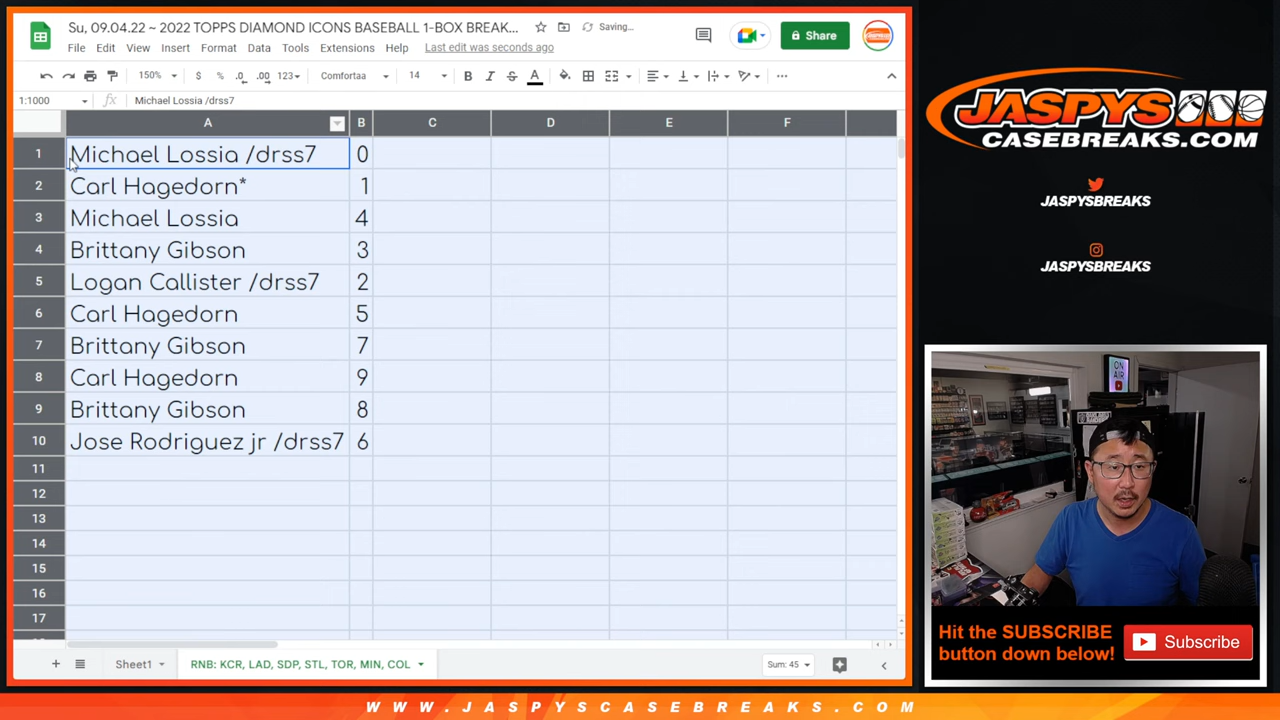 Su, 09.04.22 ~ 2022 TOPPS DIAMOND ICONS BASEBALL 1-BOX BREAK...
Saving...
Share
File Edit View Insert Format Data Tools Extensions Help Last edit was seconds ago
150% $ % .0 .00 123 Comfortaa 14 B I S A
1:1000 fx Michael Lossia /drss7
A B C D E F
1 Michael Lossia /drss7 0
2 Carl Hagedorn* 1
3 Michael Lossia 4
4 Brittany Gibson 3
5 Logan Callister /drss7 2
6 Carl Hagedorn 5
7 Brittany Gibson 7
8 Carl Hagedorn 9
9 Brittany Gibson 8
10 Jose Rodriguez jr /drss7 6
11
12
13
14
15
16
17
Sheet1 RNB: KCR, LAD, SDP, STL, TOR, MIN, COL Sum: 45
JASPYS
CASEBREAKS.COM
JASPYSBREAKS
JASPYSBREAKS
ON
AIR
Hit the SUBSCRIBE
button down below!
Subscribe
WWW.JASPYSCASEBREAKS.COM